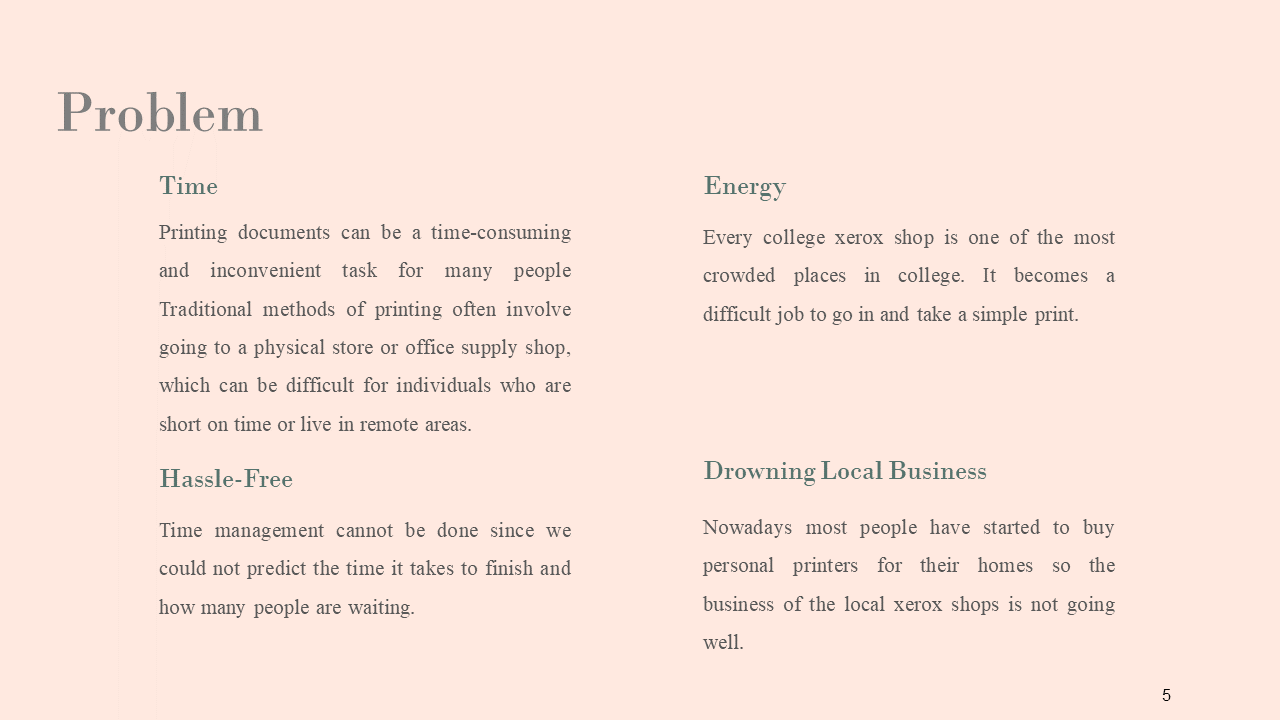 Problem
Time
Printing documents can be a time-consuming
and inconvenient task for many people
Traditional methods of printing often involve
going to a physical store or office supply shop,
which can be difficult for individuals who are
short on time or live in remote areas.
Hassle-Free
Time management cannot be done since we
could not predict the time it takes to finish and
how many people are waiting.
Energy
Every college xerox shop is one of the most
crowded places in college. It becomes a
difficult job to go in and take a simple print.
Drowning Local Business
Nowadays most people have started to buy
personal printers for their homes so the
business of the local xerox shops is not going
well.
5